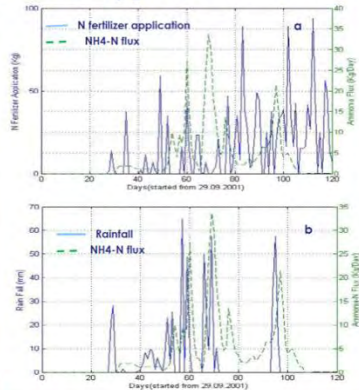 N fertilizer application
NH4-N flux
a
N Fertilizer Application (Kg)
Ammonium Flux (Kg/Day)
100
50
0
40
35
30
25
20
15
10
5
0
0 20 40 60 80 100 120
Days(started from 29.09.2001)
Rainfall
NH4-N flux
b
Rain Fall (mm)
Ammonia-N Flux (Kg/Day)
70
60
50
40
30
20
10
0
35
30
25
20
15
10
5
0
0 20 40 60 80 100 120
Days(started from 29.09.2001)